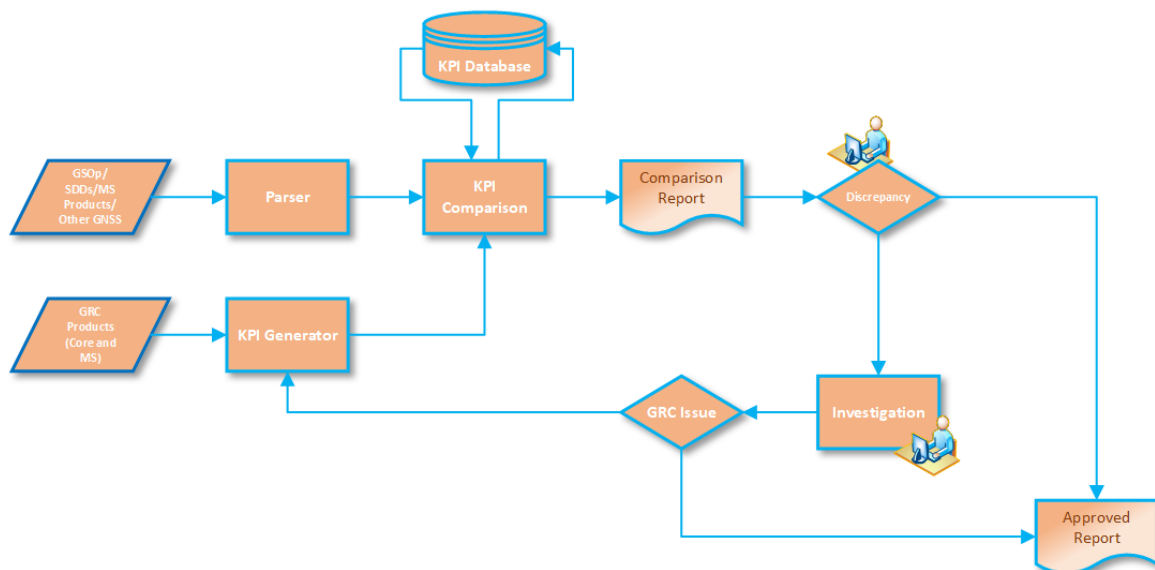 KPI Database
GSOp/
SDDs/MS
Products/
Other GNSS
Parser
KPI
Comparison
Comparison
Report
Discrepancy
GRC
Products
(Core and
MS)
KPI Generator
GRC Issue
Investigation
Approved
Report